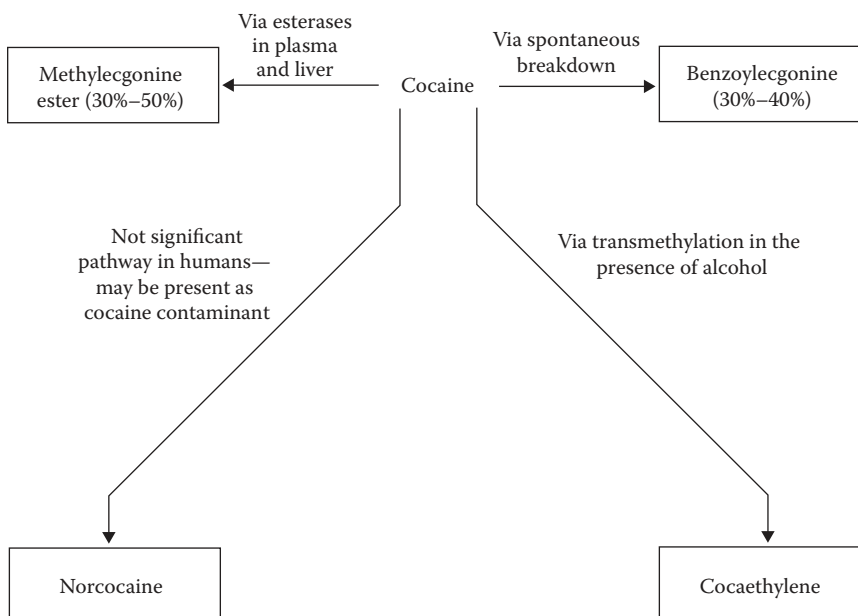 Via esterases
in plasma
and liver
Methylecgonine
ester (30%–50%)
Cocaine
Via spontaneous
breakdown
Benzoylecgonine
(30%–40%)
Not significant
pathway in humans—
may be present as
cocaine contaminant
Via transmethylation in the
presence of alcohol
Norcocaine
Cocaethylene